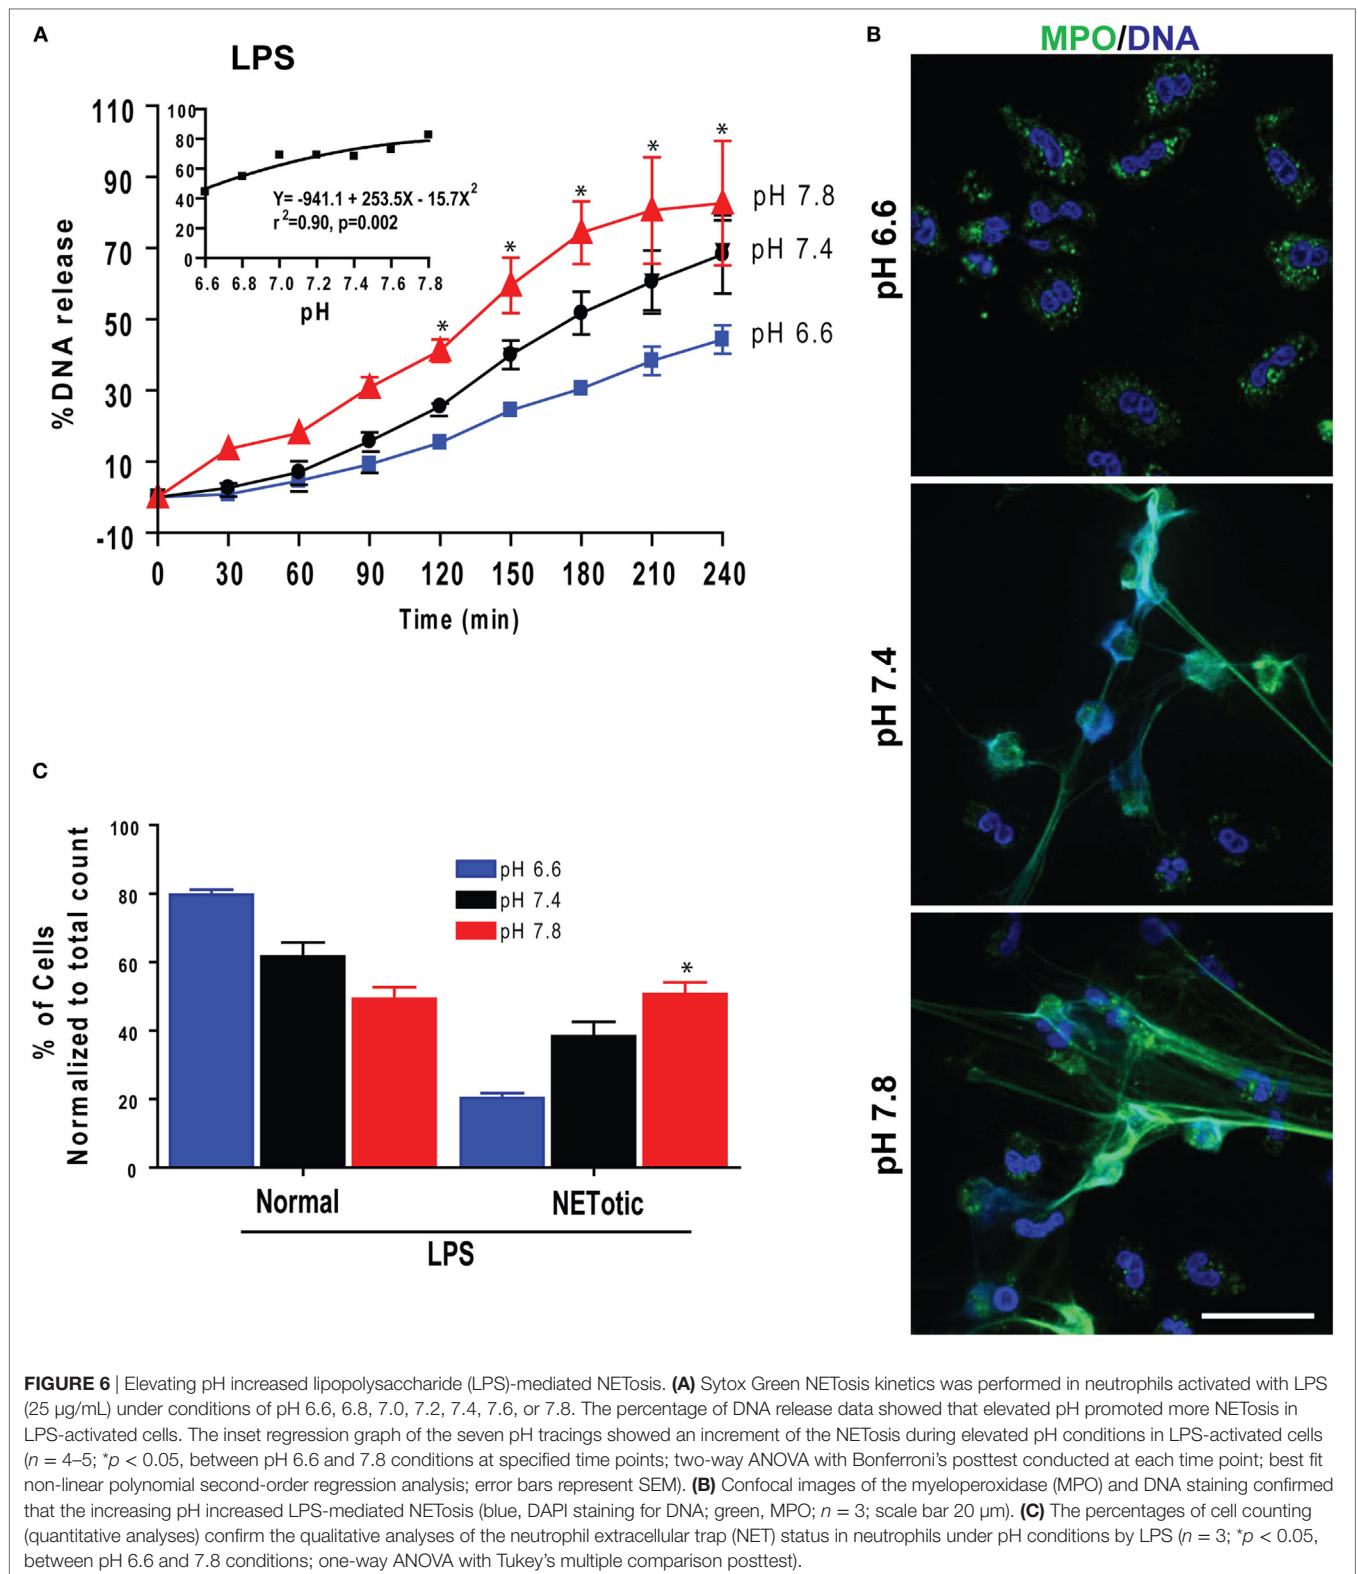 A
LPS
110
90
70
50
30
10
-10
%DNA release
100
80
60
40
20
0
Y= -941.1 + 253.5X - 15.7X²
r²=0.90, p=0.002
6.6 6.8 7.0 7.2 7.4 7.6 7.8
pH
* * * * *
pH 7.8
pH 7.4
pH 6.6
0 30 60 90 120 150 180 210 240
Time (min)
B
MPO/DNA
pH 6.6
pH 7.4
pH 7.8
C
% of Cells
Normalized to total count
100
80
60
40
20
0
pH 6.6
pH 7.4
pH 7.8
*
Normal NETotic
LPS
FIGURE 6 | Elevating pH increased lipopolysaccharide (LPS)-mediated NETosis. (A) Sytox Green NETosis kinetics was performed in neutrophils activated with LPS
(25 μg/mL) under conditions of pH 6.6, 6.8, 7.0, 7.2, 7.4, 7.6, or 7.8. The percentage of DNA release data showed that elevated pH promoted more NETosis in
LPS-activated cells. The inset regression graph of the seven pH tracings showed an increment of the NETosis during elevated pH conditions in LPS-activated cells
(n = 4–5; *p < 0.05, between pH 6.6 and 7.8 conditions at specified time points; two-way ANOVA with Bonferroni's posttest conducted at each time point; best fit
non-linear polynomial second-order regression analysis; error bars represent SEM). (B) Confocal images of the myeloperoxidase (MPO) and DNA staining confirmed
that the increasing pH increased LPS-mediated NETosis (blue, DAPI staining for DNA; green, MPO; n = 3; scale bar 20 μm). (C) The percentages of cell counting
(quantitative analyses) confirm the qualitative analyses of the neutrophil extracellular trap (NET) status in neutrophils under pH conditions by LPS (n = 3; *p < 0.05,
between pH 6.6 and 7.8 conditions; one-way ANOVA with Tukey's multiple comparison posttest).